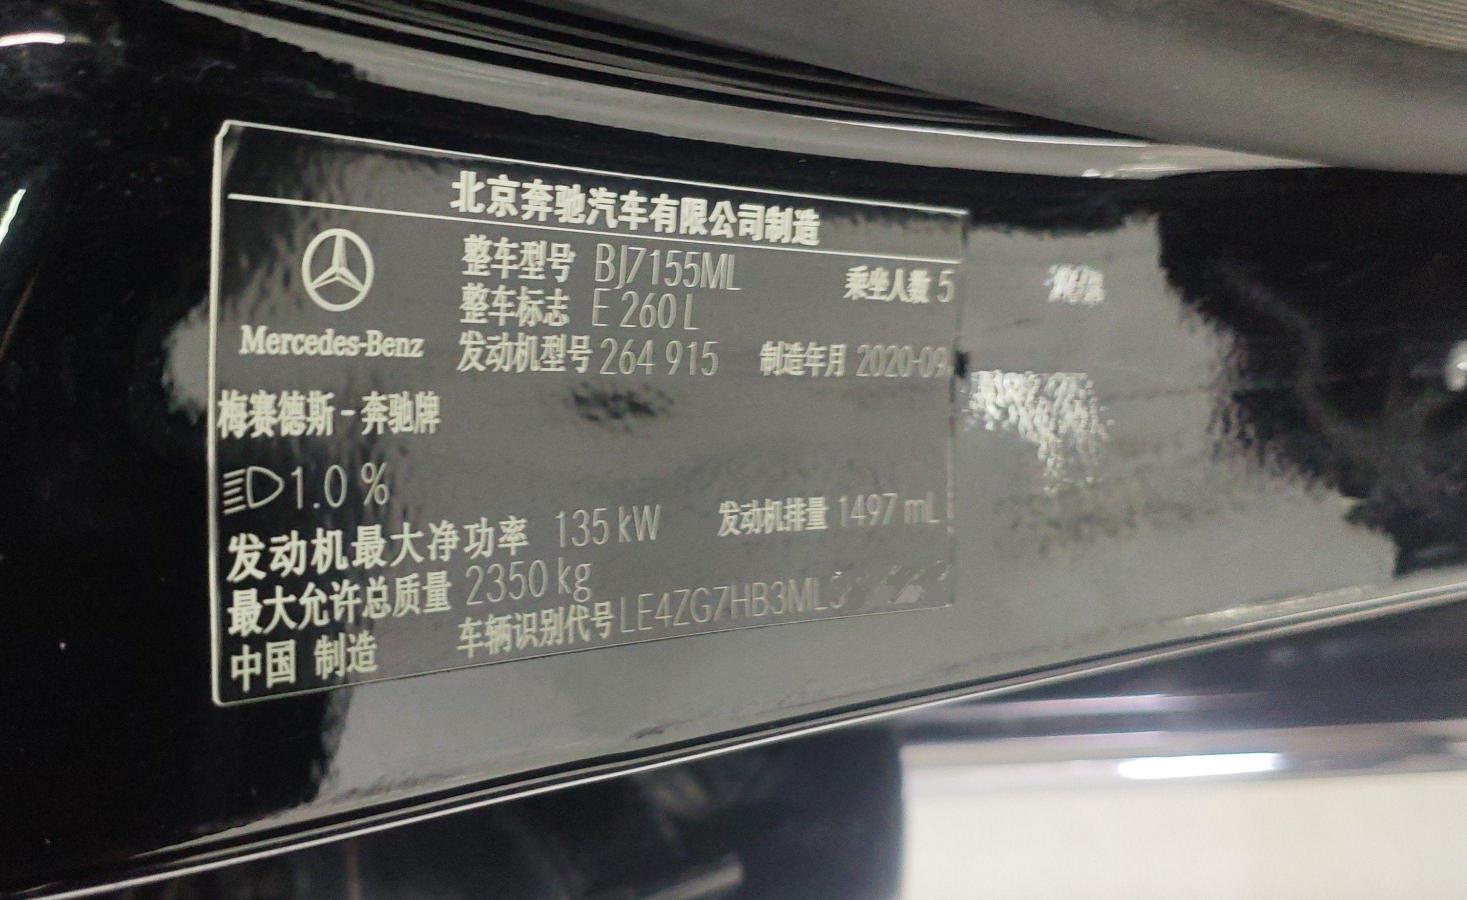 北京奔驰汽车有限公司制造
整车型号 BJ7155ML 乘坐人数 5
整车标志 E 260 L
Mercedes-Benz
发动机型号 264 915 制造年月 2020-09
梅赛德斯-奔驰牌
1.0 %
发动机最大净功率 135 kW 发动机排量 1497 mL
最大允许总质量 2350 kg
中国 制造 车辆识别代号 LE4ZG7HB3ML